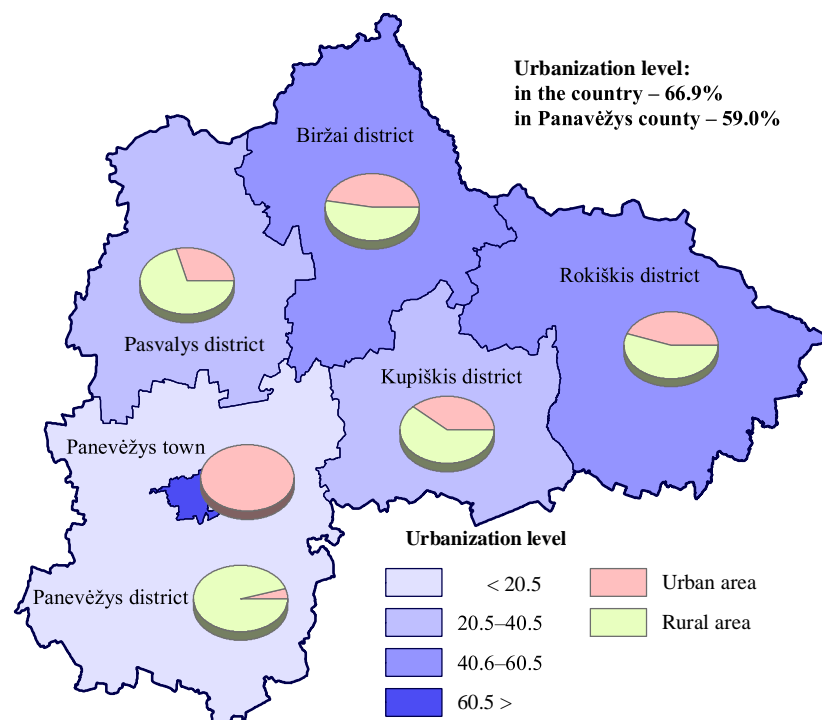 Urbanization level:
in the country – 66.9%
in Panavėžys county – 59.0%
Biržai district
Rokiškis district
Pasvalys district
Kupiškis district
Panevėžys town
Panevėžys district
Urbanization level
< 20.5
20.5–40.5
40.6–60.5
60.5 >
Urban area
Rural area